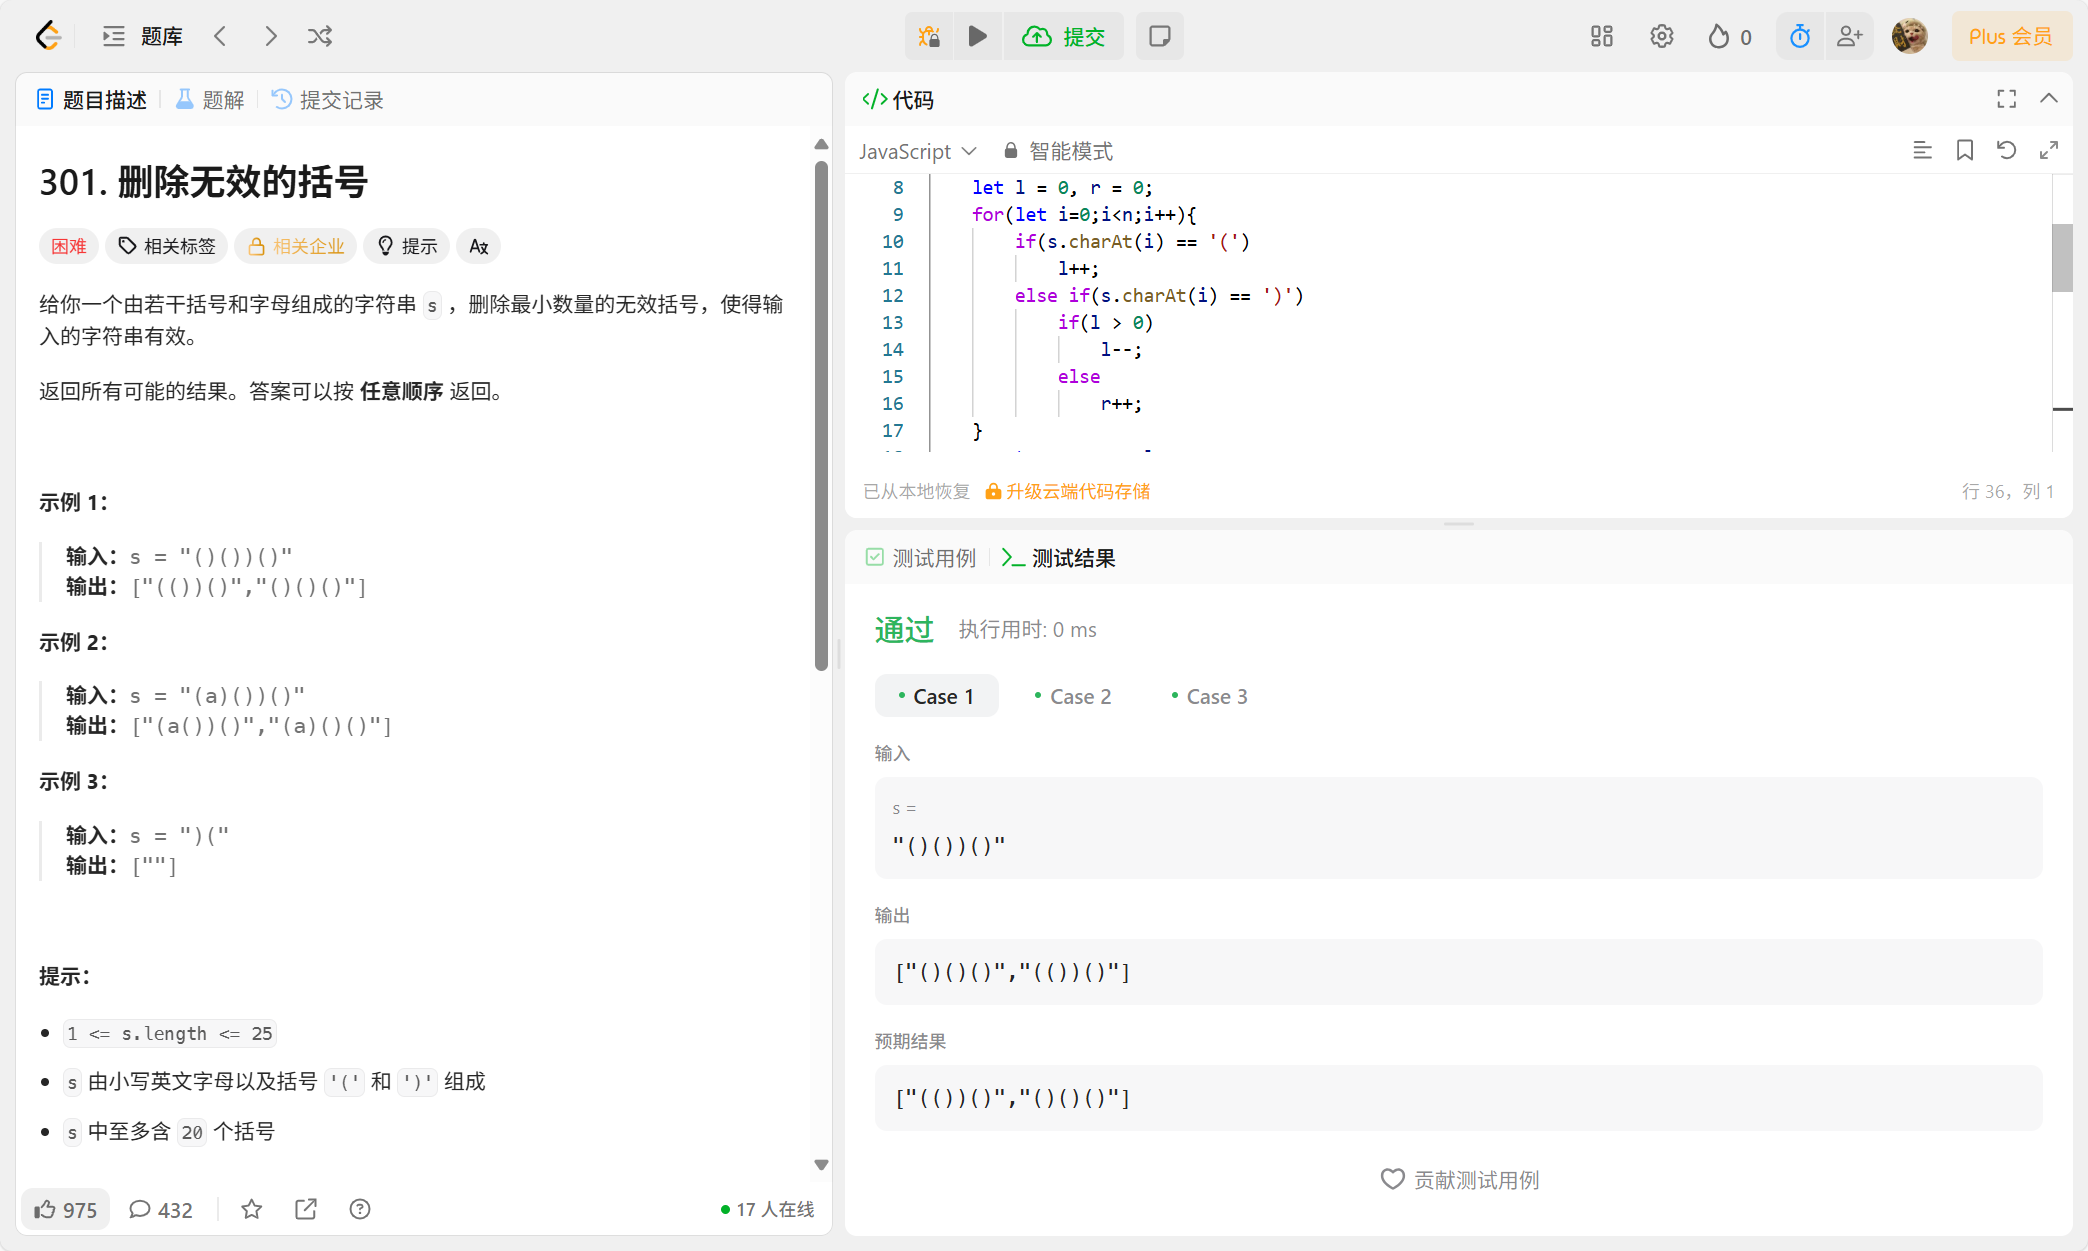 题库
提交
0
Plus 会员
题目描述
题解
提交记录
301. 删除无效的括号
困难
相关标签
相关企业
提示
给你一个由若干括号和字母组成的字符串 s ，删除最小数量的无效括号，使得输
入的字符串有效。
返回所有可能的结果。答案可以按 任意顺序 返回。
示例 1：
输入：s = "()())()"
输出：["(())()","()()()"]
示例 2：
输入：s = "(a)())()"
输出：["(a())()","(a)()()"]
示例 3：
输入：s = ")("
输出：[""]
提示：
1 <= s.length <= 25
s 由小写英文字母以及括号 '(' 和 ')' 组成
s 中至多含 20 个括号
975
432
17 人在线
代码
JavaScript
智能模式
8 let l = 0, r = 0;
9 for(let i=0;i<n;i++){
10 if(s.charAt(i) == '(')
11 l++;
12 else if(s.charAt(i) == ')')
13 if(l > 0)
14 l--;
15 else
16 r++;
17 }
已从本地恢复
升级云端代码存储
行 36，列 1
测试用例
测试结果
通过
执行用时: 0 ms
Case 1
Case 2
Case 3
输入
s =
"()())()"
输出
["()()()","(())()"]
预期结果
["(())()","()()()"]
贡献测试用例